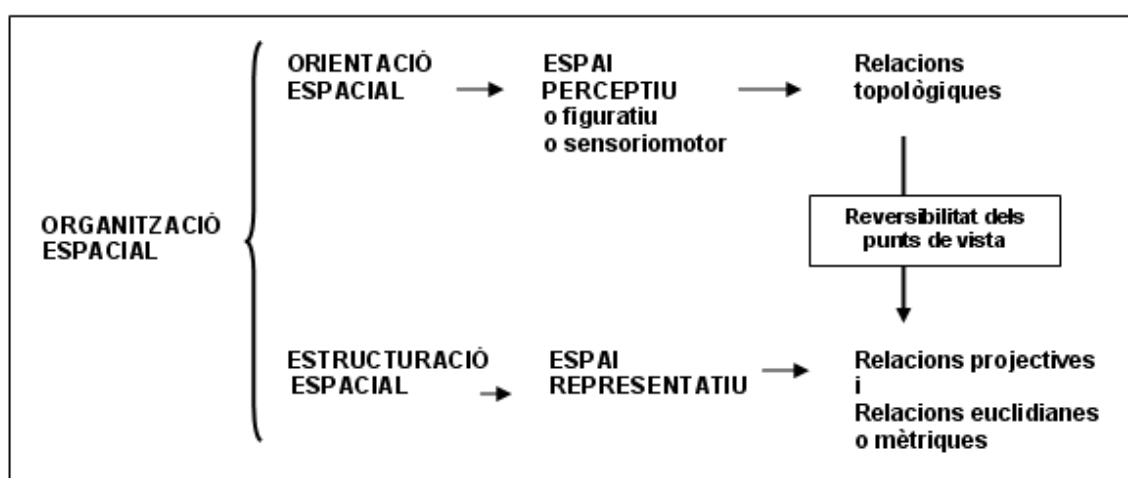 ORGANITZACIÓ
ESPACIAL
ORIENTACIÓ
ESPACIAL
ESPAI
PERCEPTIU
o figuratiu
o sensoriomotor
Relacions
topològiques
Reversibilitat dels
punts de vista
ESTRUCTURACIÓ
ESPACIAL
ESPAI
REPRESENTATIU
Relacions projectives
i
Relacions euclidianes
o mètriques